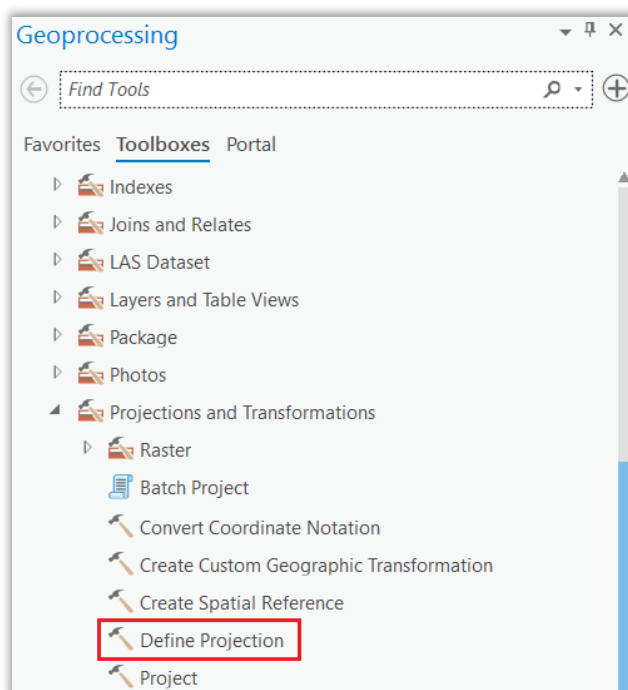 Geoprocessing
Find Tools
Favorites Toolboxes Portal
Indexes
Joins and Relates
LAS Dataset
Layers and Table Views
Package
Photos
Projections and Transformations
Raster
Batch Project
Convert Coordinate Notation
Create Custom Geographic Transformation
Create Spatial Reference
Define Projection
Project